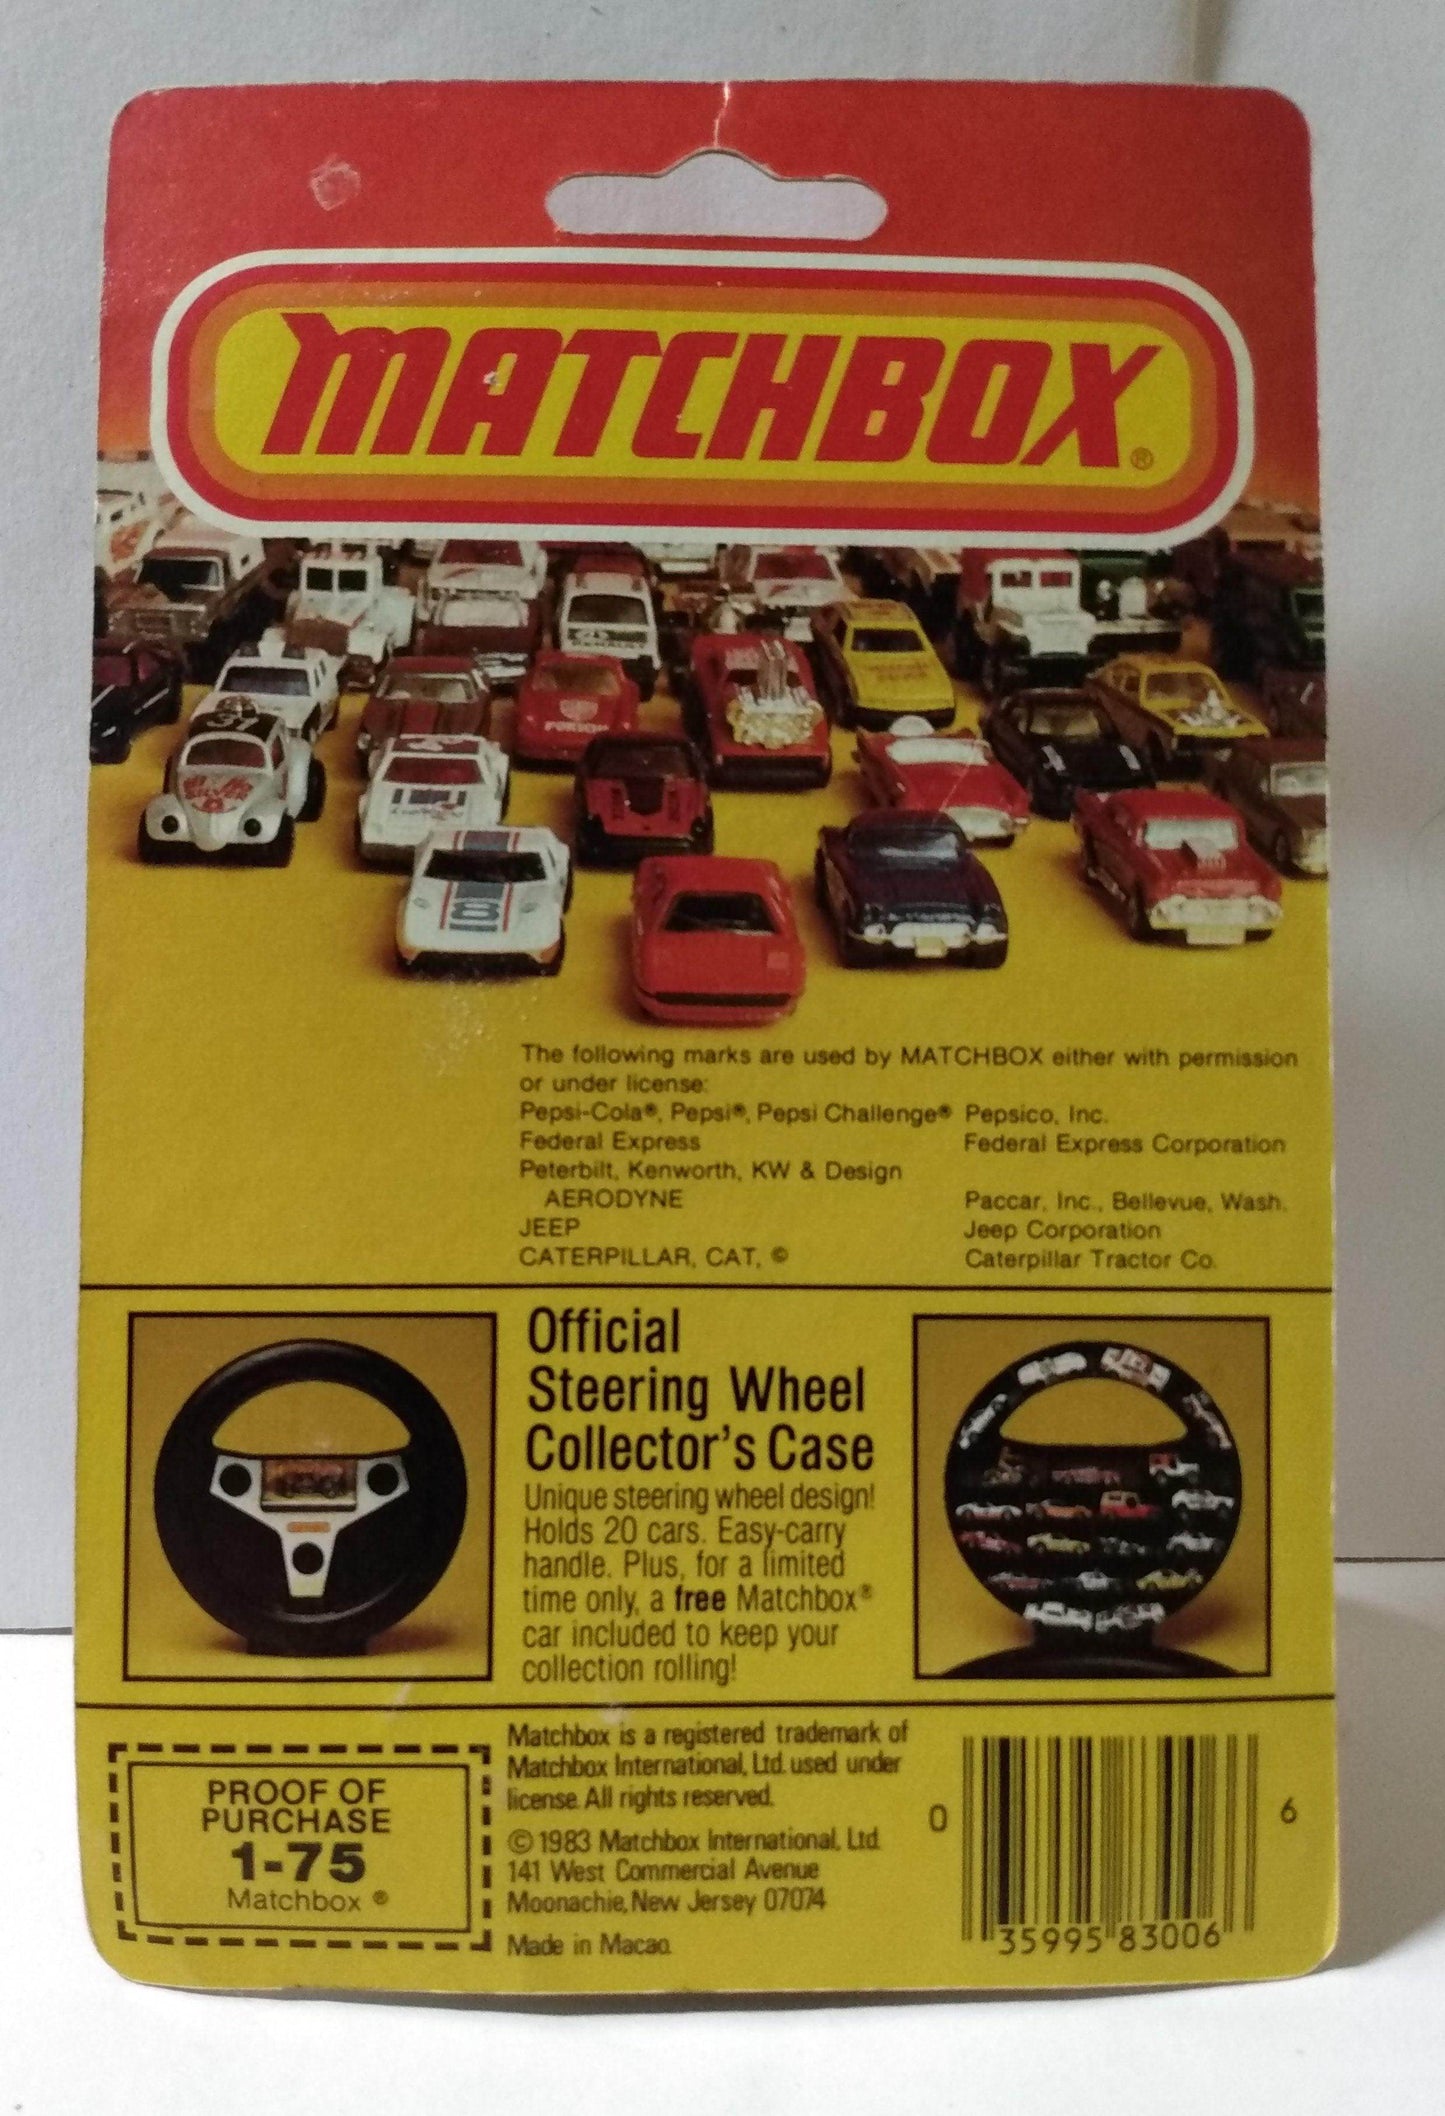 MATCHBOX®
31
PORSCHE
8
The following marks are used by MATCHBOX either with permission
or under license:
Pepsi-Cola®, Pepsi®, Pepsi Challenge® Pepsico, Inc.
Federal Express Federal Express Corporation
Peterbilt, Kenworth, KW & Design
AERODYNE Paccar, Inc., Bellevue, Wash.
JEEP Jeep Corporation
CATERPILLAR, CAT, © Caterpillar Tractor Co.
Official
Steering Wheel
Collector's Case
Unique steering wheel design!
Holds 20 cars. Easy-carry
handle. Plus, for a limited
time only, a free Matchbox®
car included to keep your
collection rolling!
PROOF OF
PURCHASE
1-75
Matchbox ®
Matchbox is a registered trademark of
Matchbox International, Ltd. used under
license. All rights reserved.
© 1983 Matchbox International, Ltd.
141 West Commercial Avenue
Moonachie, New Jersey 07074
Made in Macao.
0 35995 83006 6